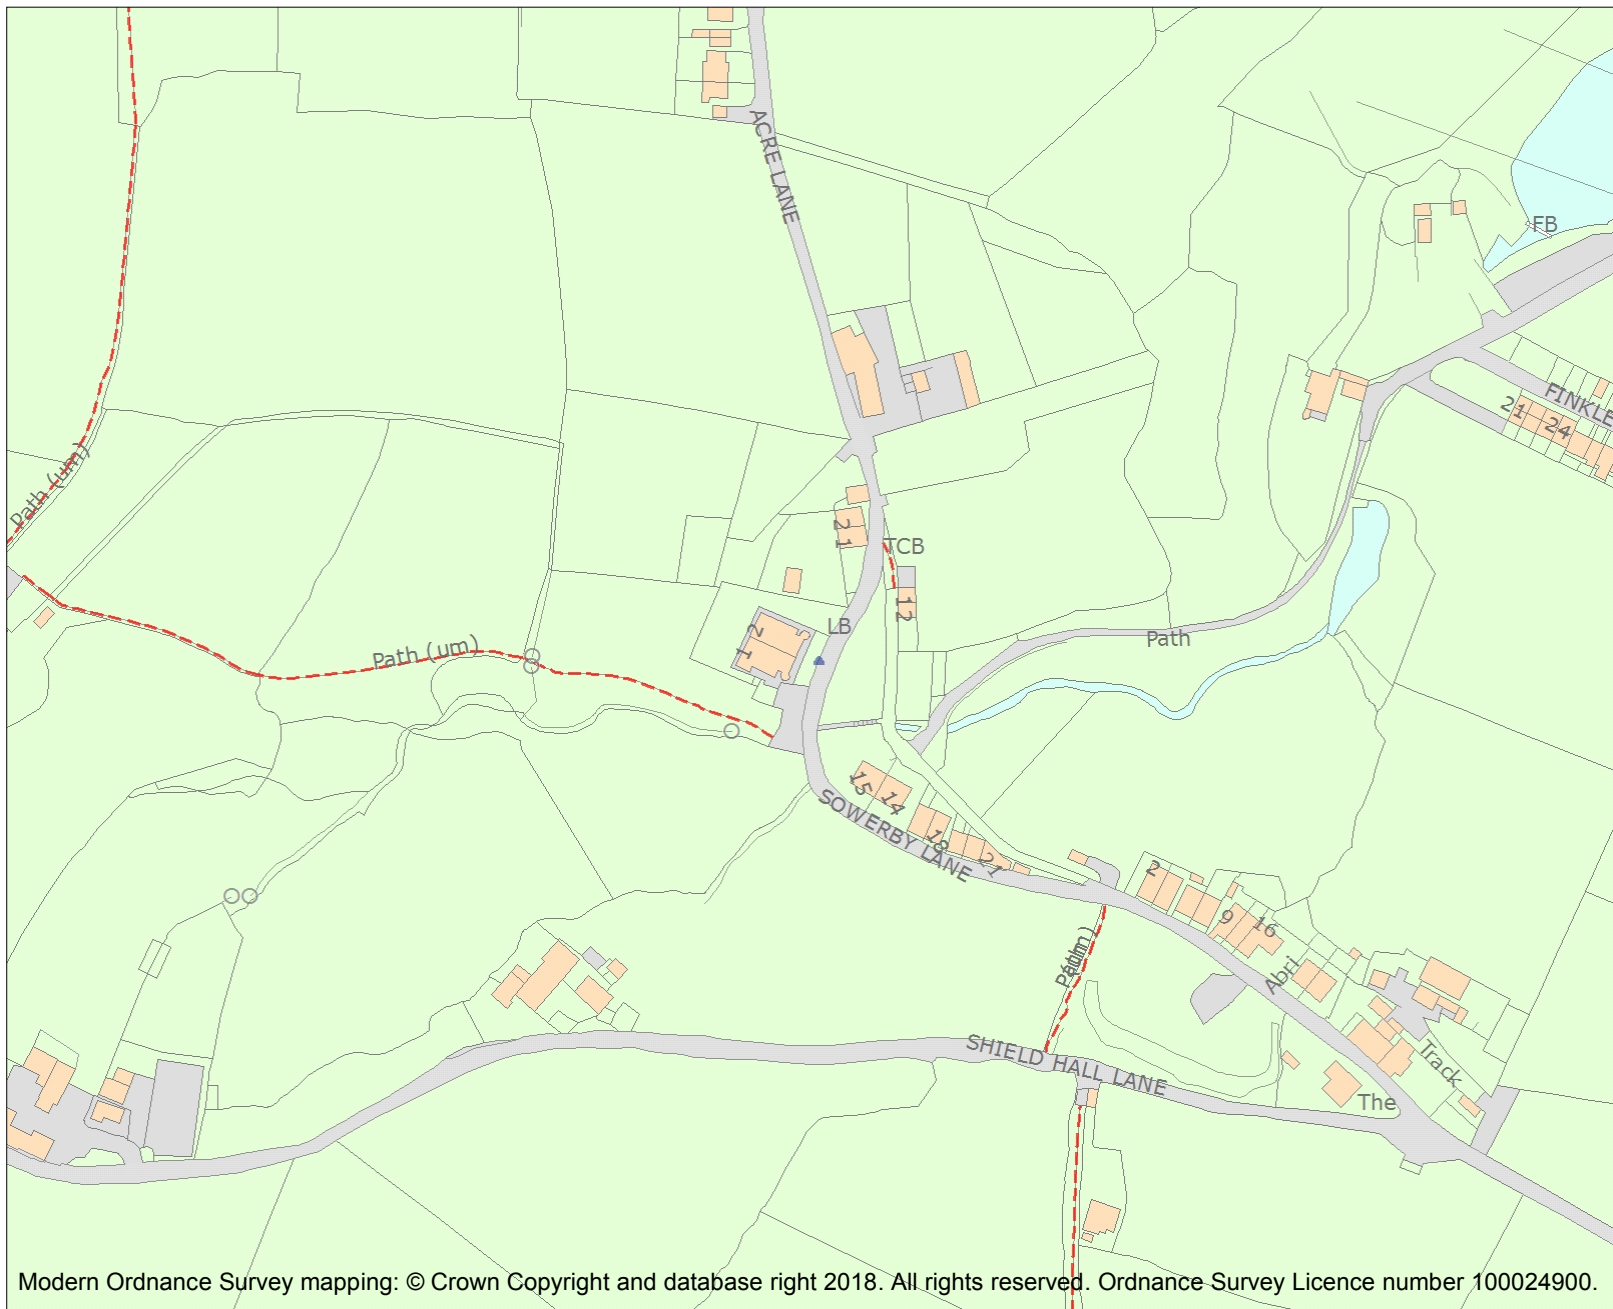 ACRE LANE
FB
FINKLE
21
24
Path (um)
2
1
TCB
12
LB
2
1
Path (um)
Path
15
14
SOWERBY LANE
18
21
2
9
16
Abri
SHIELD HALL LANE
Track
The
Modern Ordnance Survey mapping: © Crown Copyright and database right 2018. All rights reserved. Ordnance Survey Licence number 100024900.